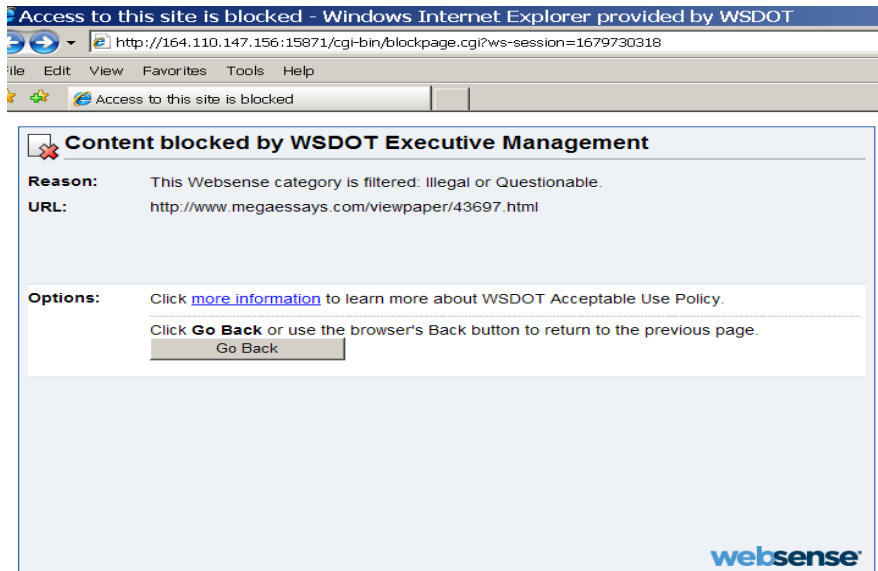 Access to this site is blocked - Windows Internet Explorer provided by WSDOT
http://164.110.147.156:15871/cgi-bin/blockpage.cgi?ws-session=1679730318
File Edit View Favorites Tools Help
Access to this site is blocked
Content blocked by WSDOT Executive Management
Reason: This Websense category is filtered: Illegal or Questionable.
URL: http://www.megaessays.com/viewpaper/43697.html
Options: Click more information to learn more about WSDOT Acceptable Use Policy.
Click Go Back or use the browser's Back button to return to the previous page.
Go Back
websense